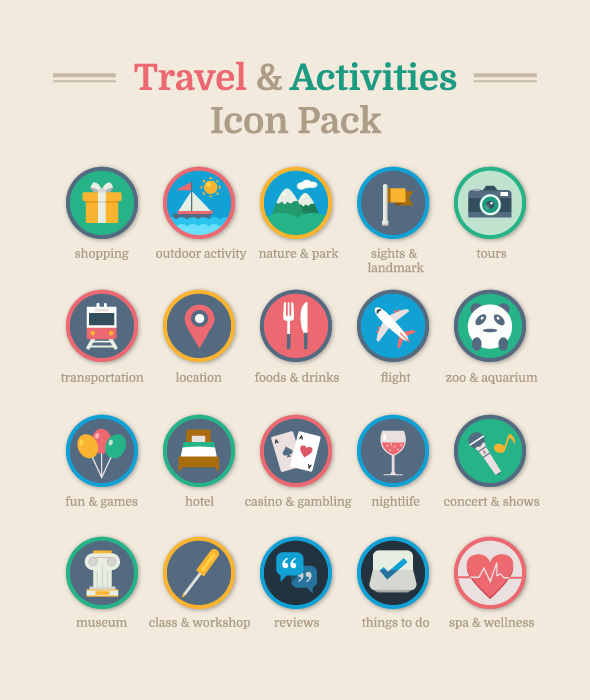 Travel & Activities
Icon Pack
shopping
outdoor activity
nature & park
sights &
landmark
tours
transportation
location
foods & drinks
flight
zoo & aquarium
fun & games
hotel
A
A
casino & gambling
nightlife
concert & shows
museum
class & workshop
“
”
reviews
things to do
spa & wellness